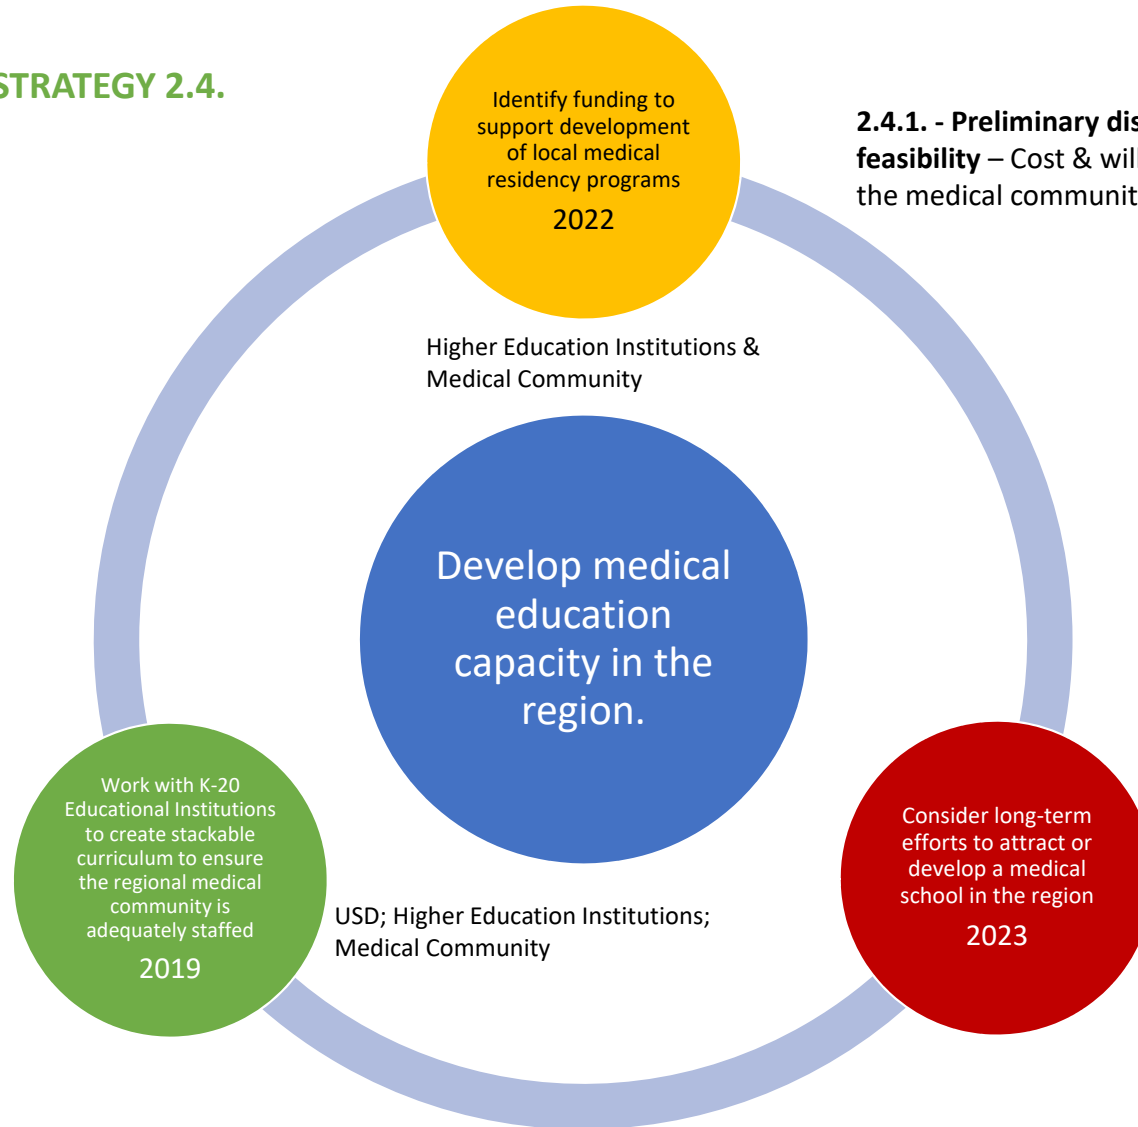 STRATEGY 2.4.
Identify funding to
support development
of local medical
residency programs
2022
2.4.1. - Preliminary
feasibility – Cost &
the medical
Higher Education Institutions &
Medical Community
Develop medical
education
capacity in the
region.
Work with K-20
Educational Institutions
to create stackable
curriculum to ensure
the regional medical
community is
adequately staffed
2019
USD; Higher Education Institutions;
Medical Community
Consider long-term
efforts to attract or
develop a medical
school in the region
2023